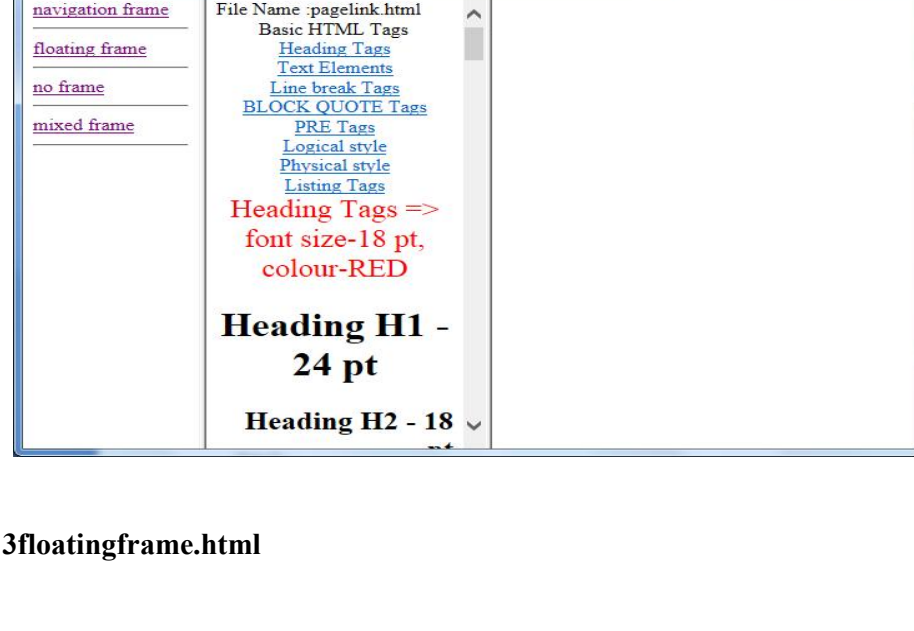 navigation frame
floating frame
no frame
mixed frame
File Name :pagelink.html
Basic HTML Tags
Heading Tags
Text Elements
Line break Tags
BLOCK QUOTE Tags
PRE Tags
Logical style
Physical style
Listing Tags
Heading Tags =>
font size-18 pt,
colour-RED
Heading H1 -
24 pt
Heading H2 - 18
pt
3floatingframe.html